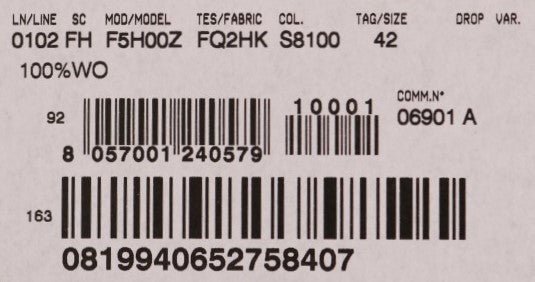 LN/LINE SC MOD/MODEL TES/FABRIC COL. TAG/SIZE DROP VAR.
0102 FH F5H00Z FQ2HK S8100 42
100%WO
COMM.N°
92 10001 06901 A
8 057001 240579
163
0819940652758407